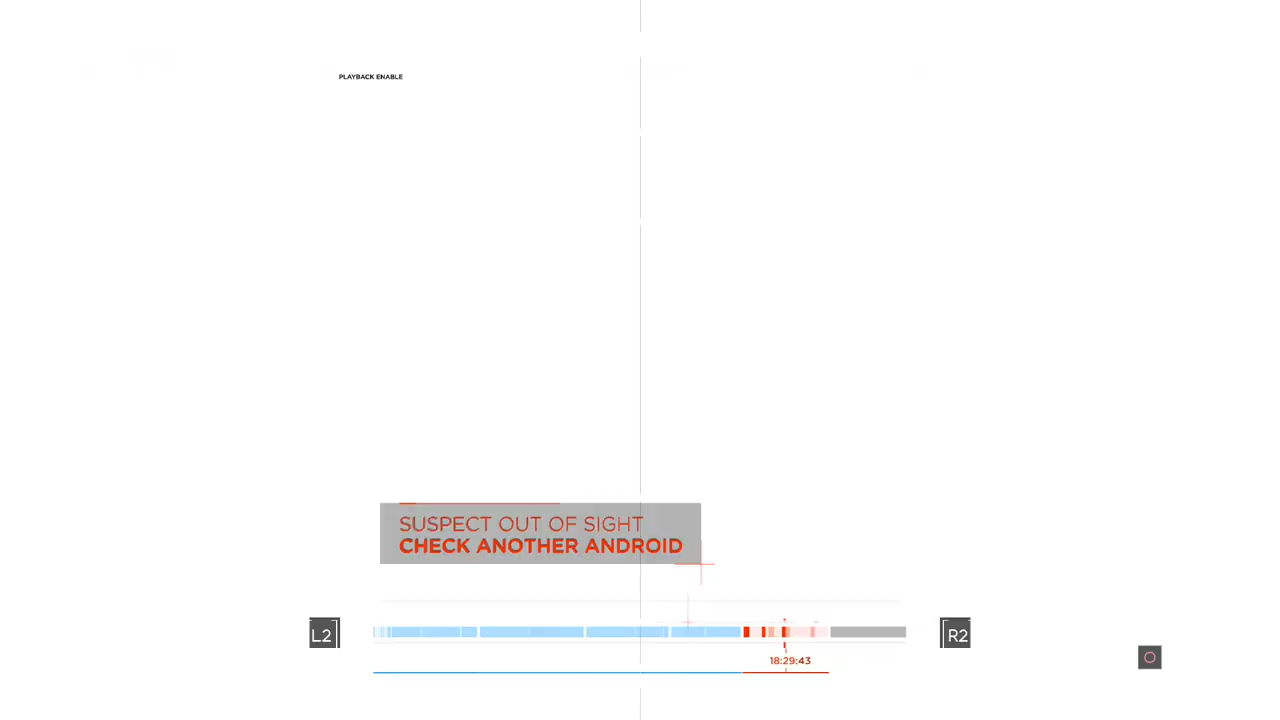 PLAYBACK ENABLE
SUSPECT OUT OF SIGHT
CHECK ANOTHER ANDROID
L2
R2
18:29:43